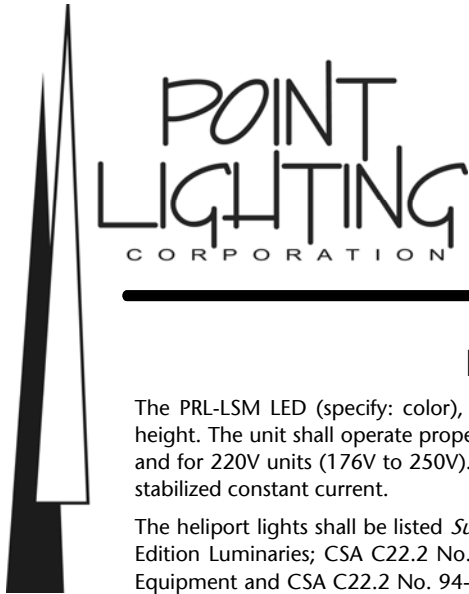 POINT
LIGHTING
CORPORATION
The PRL-LSM LED (specify: color),
height. The unit shall operate prope
and for 220V units (176V to 250V).
stabilized constant current.
The heliport lights shall be listed Su
Edition Luminaries; CSA C22.2 No.
Equipment and CSA C22.2 No. 94-